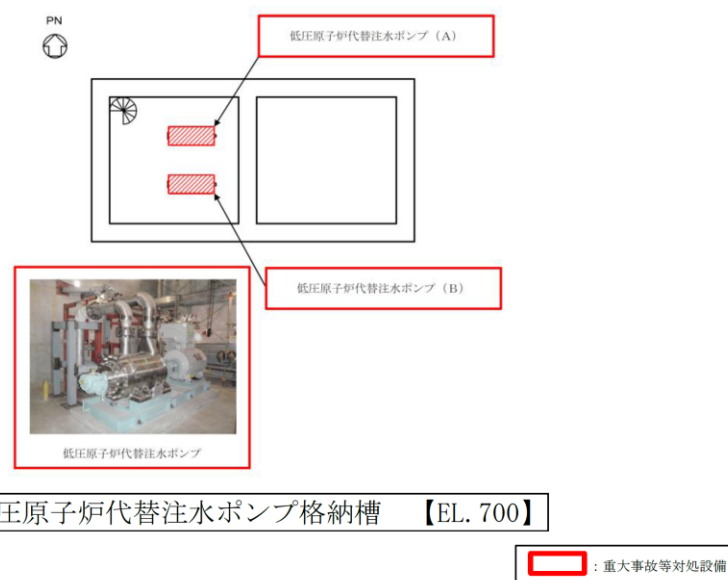 PN
低圧原子炉代替注水ポンプ（A）
低圧原子炉代替注水ポンプ（B）
低圧原子炉代替注水ポンプ
圧原子炉代替注水ポンプ格納槽　【EL. 700】
：重大事故等対処設備